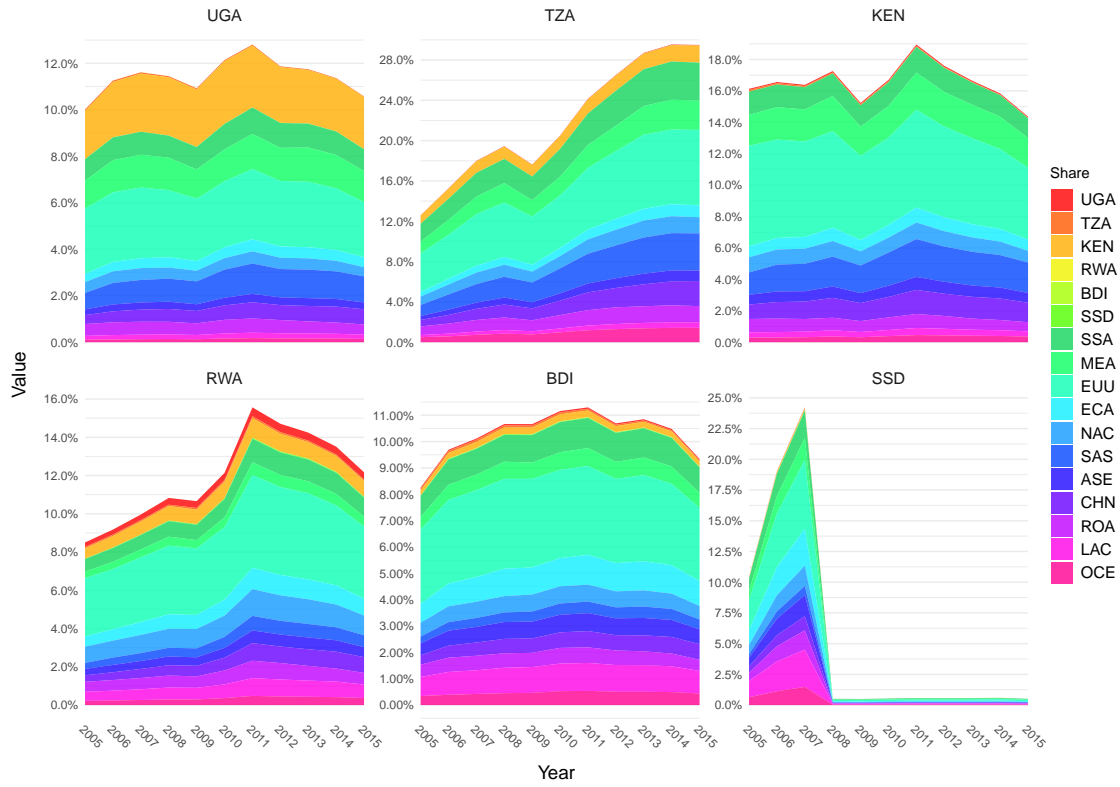 UGA
TZA
KEN
12.0%
10.0%
8.0%
6.0%
4.0%
2.0%
0.0%
28.0%
24.0%
20.0%
16.0%
12.0%
8.0%
4.0%
0.0%
18.0%
16.0%
14.0%
12.0%
10.0%
8.0%
6.0%
4.0%
2.0%
0.0%
RWA
BDI
SSD
16.0%
14.0%
12.0%
10.0%
8.0%
6.0%
4.0%
2.0%
0.0%
11.00%
10.00%
9.00%
8.00%
7.00%
6.00%
5.00%
4.00%
3.00%
2.00%
1.00%
0.00%
25.0%
22.5%
20.0%
17.5%
15.0%
12.5%
10.0%
7.5%
5.0%
2.5%
0.0%
2005 2006 2007 2008 2009 2010 2011 2012 2013 2014 2015
2005 2006 2007 2008 2009 2010 2011 2012 2013 2014 2015
2005 2006 2007 2008 2009 2010 2011 2012 2013 2014 2015
Year
Value
Share
UGA
TZA
KEN
RWA
BDI
SSD
SSA
MEA
EUU
ECA
NAC
SAS
ASE
CHN
ROA
LAC
OCE